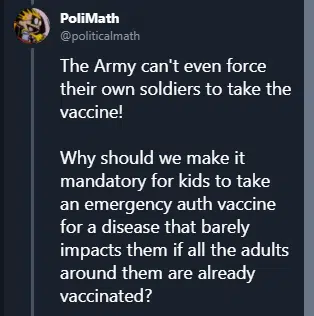 PoliMath
@politicalmath
The Army can't even force
their own soldiers to take the
vaccine!
Why should we make it
mandatory for kids to take
an emergency auth vaccine
for a disease that barely
impacts them if all the adults
around them are already
vaccinated?